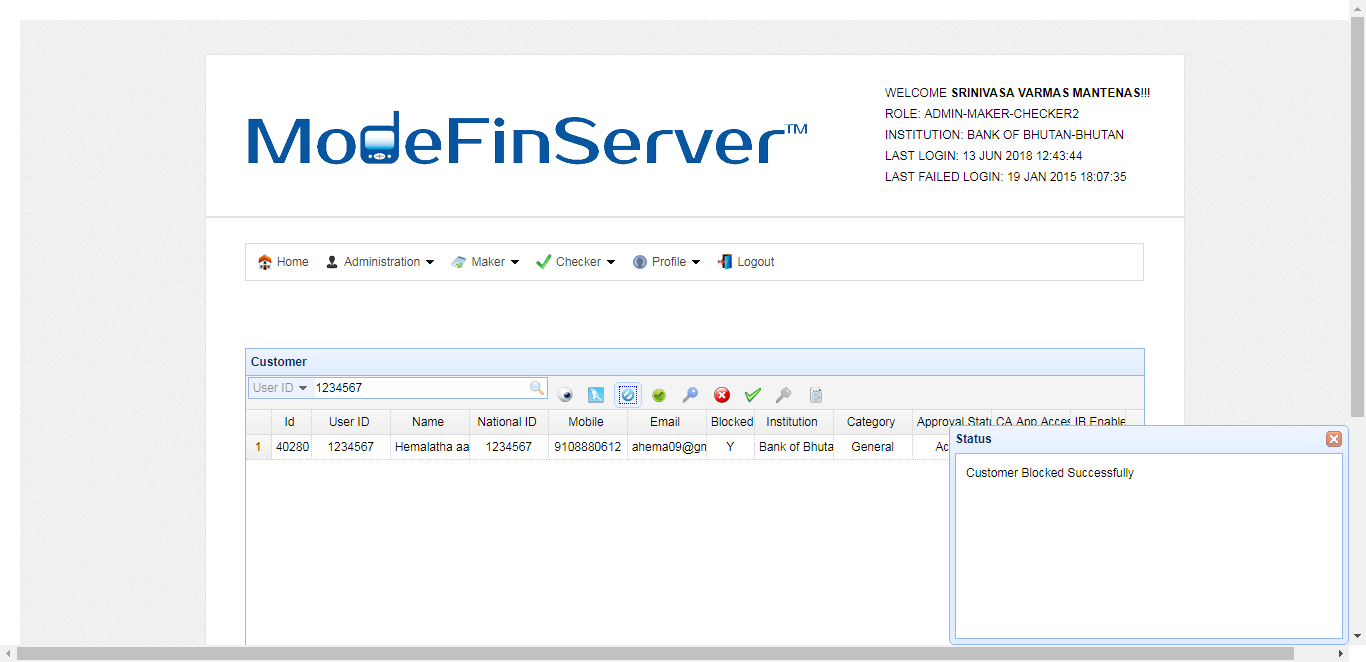 WELCOME SRINIVASA VARMAS MANTENAS!!!
ModeFinServer™
ROLE: ADMIN-MAKER-CHECKER2
INSTITUTION: BANK OF BHUTAN-BHUTAN
LAST LOGIN: 13 JUN 2018 12:43:44
LAST FAILED LOGIN: 19 JAN 2015 18:07:35
Home Administration Maker Checker Profile Logout
Customer
User ID 1234567
Id User ID Name National ID Mobile Email Blocked Institution Category Approval Statu CA App Acces IB Enable
1 40280 1234567 Hemalatha aa 1234567 9108880612 ahema09@gm Y Bank of Bhuta General Ac
Status
Customer Blocked Successfully